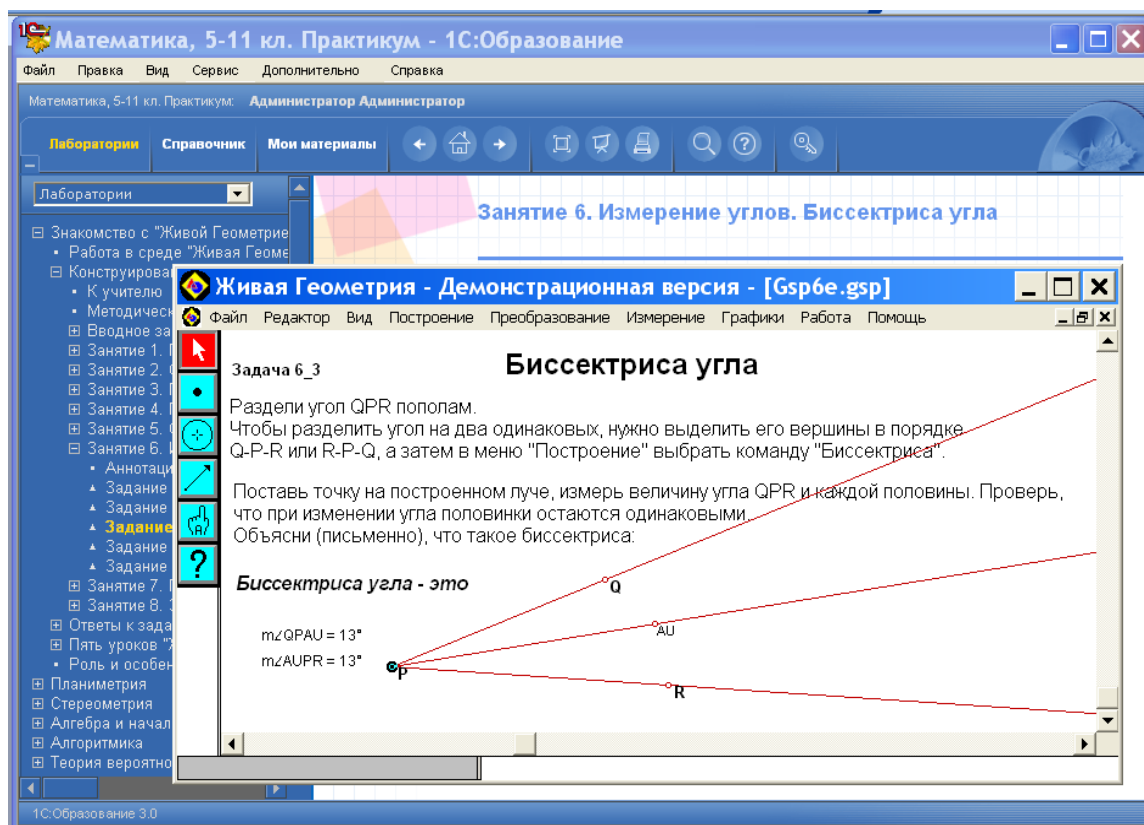 Математика, 5-11 кл. Практикум - 1С:Образование
Файл Правка Вид Сервис Дополнительно Справка
Математика, 5-11 кл. Практикум: Администратор Администратор
Лаборатории Справочник Мои материалы
Лаборатории
Знакомство с "Живой Геометрие
Работа в среде "Живая Геоме
Конструирова
К учителю
Методическ
Вводное за
Занятие 1. Г
Занятие 2.
Занятие 3. Г
Занятие 4. Г
Занятие 5.
Занятие 6. И
Аннотаци
Задание
Задание
Задание
Задание
Задание
Занятие 7. Г
Занятие 8.
Ответы к зада
Пять уроков "
Роль и особен
Планиметрия
Стереометрия
Алгебра и начал
Алгоритмика
Теория вероятно
1С:Образование 3.0
Занятие 6. Измерение углов. Биссектриса угла
Живая Геометрия - Демонстрационная версия - [Gsp6e.gsp]
Файл Редактор Вид Построение Преобразование Измерение Графики Работа Помощь
Задача 6_3
Биссектриса угла
Раздели угол QPR пополам.
Чтобы разделить угол на два одинаковых, нужно выделить его вершины в порядке
Q-P-R или R-P-Q, а затем в меню "Построение" выбрать команду "Биссектриса".
Поставь точку на построенном луче, измерь величину угла QPR и каждой половины. Проверь,
что при изменении угла половинки остаются одинаковыми.
Объясни (письменно), что такое биссектриса:
Биссектриса угла - это
m∠QPAU = 13°
m∠AUPR = 13°
Q
AU
P
R